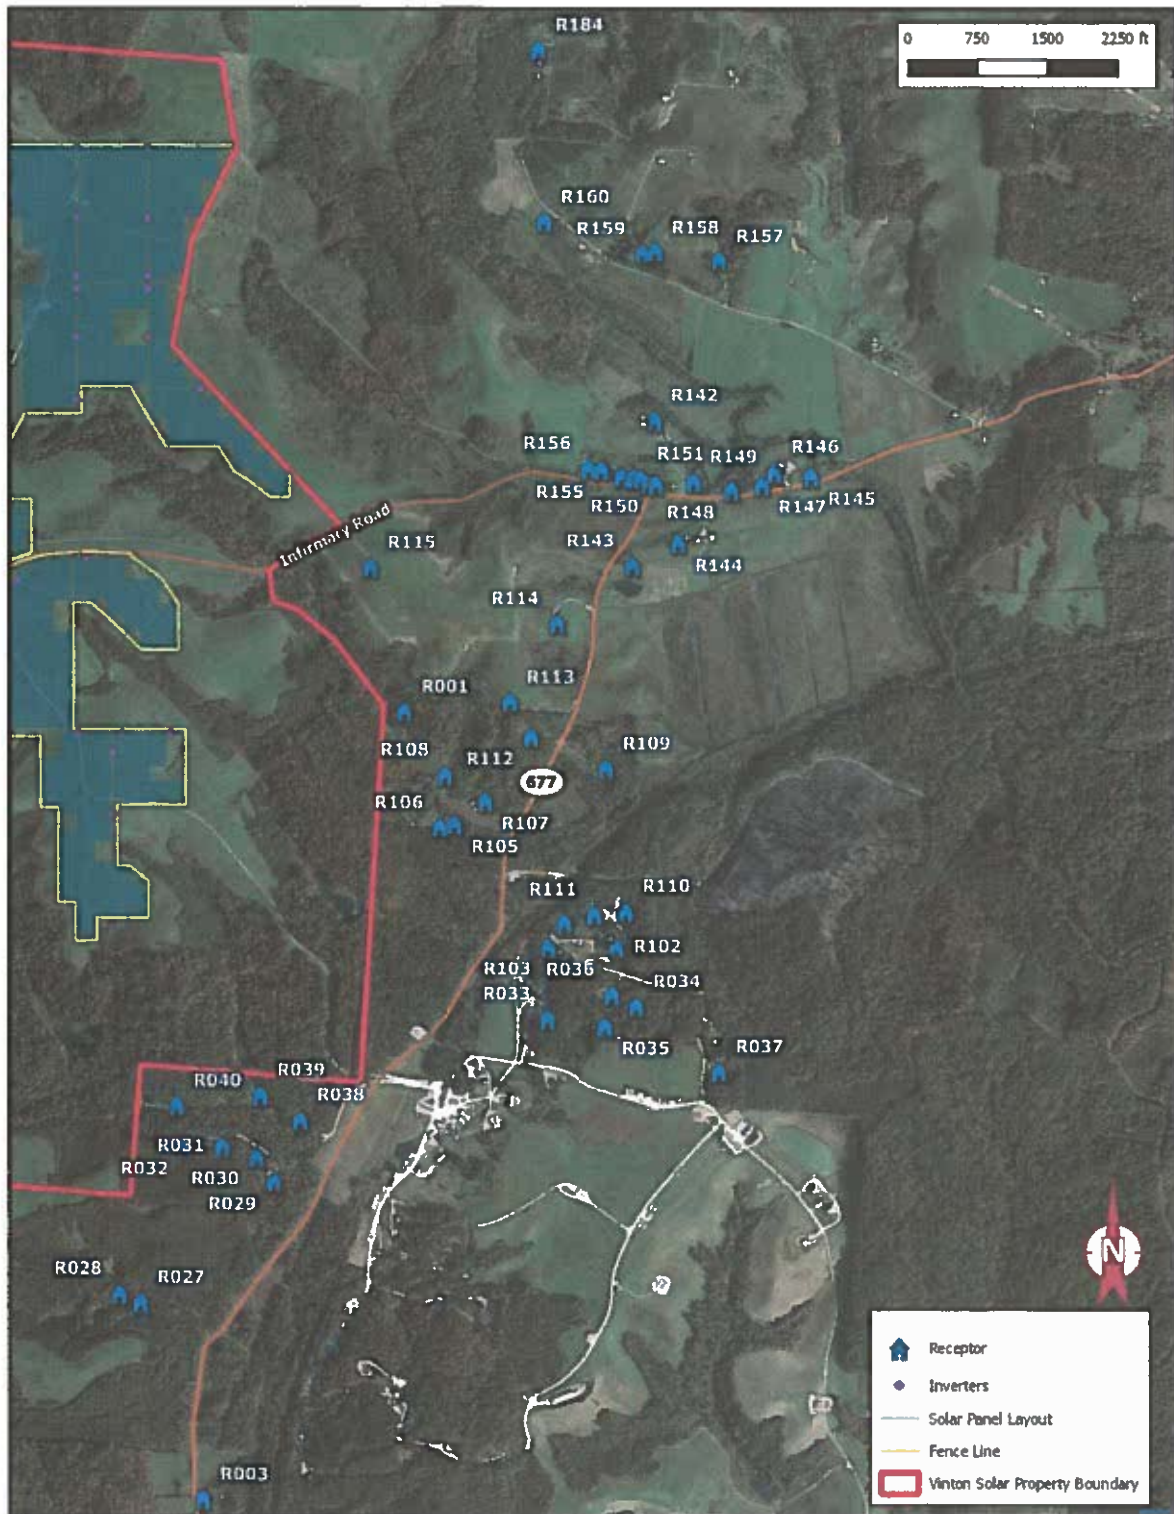 R184
0 750 1500 2250 ft
R160
R159
R158
R157
R142
R156
R151
R149
R146
R155
R150
R148
R147
R145
Infirmary Road
R115
R143
R144
R114
R113
R001
R108
R112
R109
677
R106
R107
R105
R111
R110
R102
R103
R036
R034
R033
R035
R037
R039
R040
R038
R031
R032
R030
R029
R028
R027
R003
N
Receptor
Inverters
Solar Panel Layout
Fence Line
Vinton Solar Property Boundary